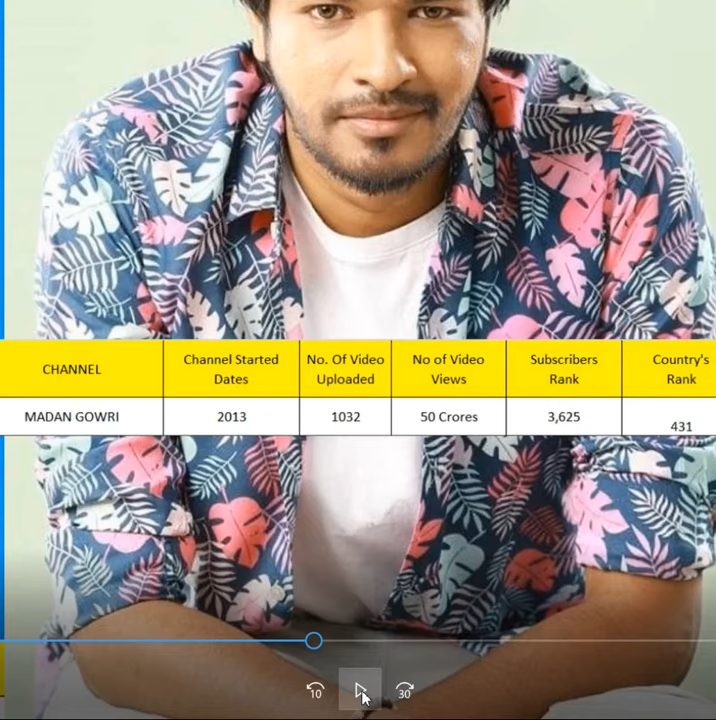 CHANNEL
Channel Started
Dates
No. Of Video
Uploaded
No of Video
Views
Subscribers
Rank
Country's
Rank
MADAN GOWRI 2013 1032 50 Crores 3,625 431
10 30